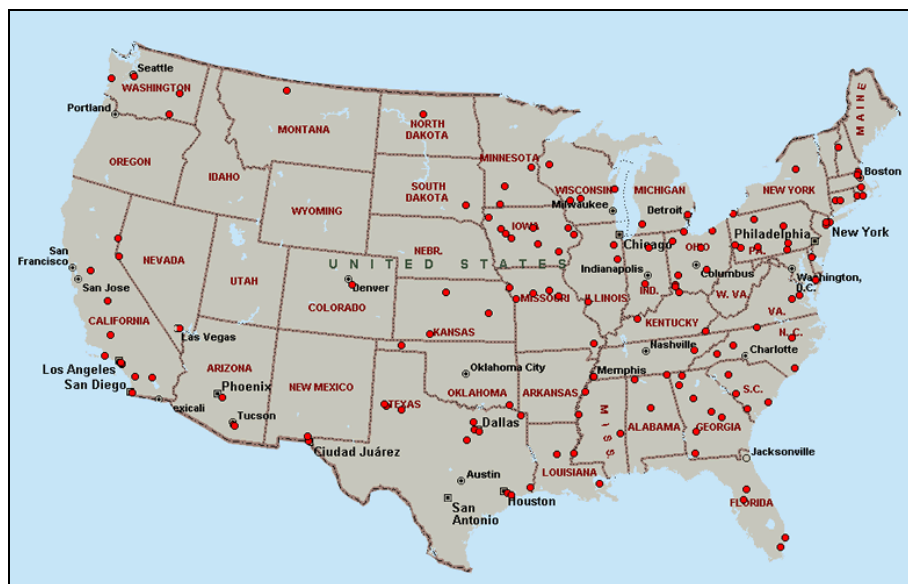 Seattle
WASHINGTON
Portland
OREGON
IDAHO
MONTANA
NORTH
DAKOTA
SOUTH
DAKOTA
MINNESOTA
WISCONSIN
Milwaukee
MICHIGAN
Detroit
NEW YORK
MAINE
Boston
New York
Philadelphia
PA.
WYOMING
NEBR.
IOWA
Chicago
OHIO
Columbus
Washington,
D.C.
San
Francisco
San Jose
NEVADA
UTAH
UNITED STATES
Denver
COLORADO
Indianapolis
IND.
ILLINOIS
MISSOURI
W. VA.
VA.
CALIFORNIA
Las Vegas
KANSAS
KENTUCKY
N. C.
Nashville
Charlotte
Los Angeles
San Diego
Mexicali
ARIZONA
Phoenix
Tucson
NEW MEXICO
Oklahoma City
OKLAHOMA
ARKANSAS
Memphis
S.C.
TEXAS
Dallas
MISS.
ALABAMA
GEORGIA
Ciudad Juárez
Jacksonville
LOUISIANA
Austin
Houston
San
Antonio
FLORIDA